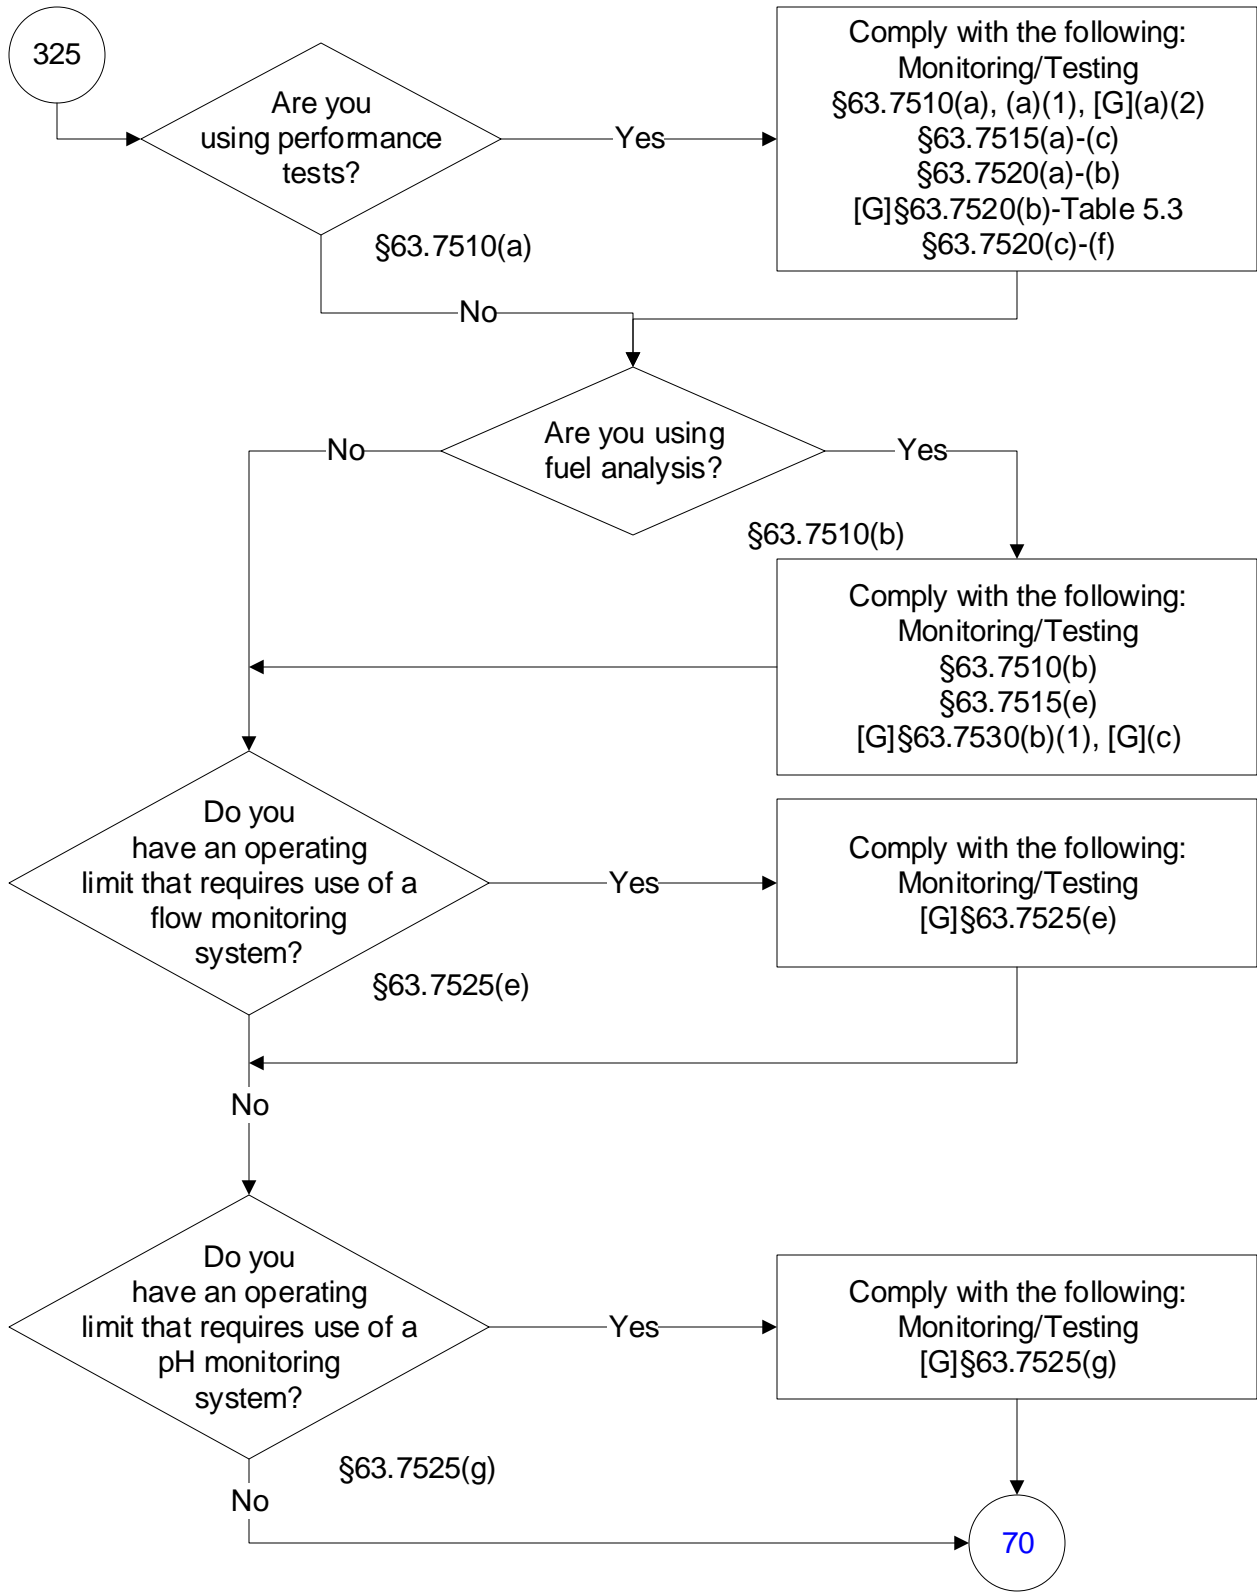 325
Are you
using performance
tests?
Yes
Comply with the following:
Monitoring/Testing
§63.7510(a), (a)(1), [G](a)(2)
§63.7515(a)-(c)
§63.7520(a)-(b)
[G]§63.7520(b)-Table 5.3
§63.7520(c)-(f)
§63.7510(a)
No
Are you using
fuel analysis?
No
Yes
§63.7510(b)
Comply with the following:
Monitoring/Testing
§63.7510(b)
§63.7515(e)
[G]§63.7530(b)(1), [G](c)
Do you
have an operating
limit that requires use of a
flow monitoring
system?
Yes
Comply with the following:
Monitoring/Testing
[G]§63.7525(e)
§63.7525(e)
No
Do you
have an operating
limit that requires use of a
pH monitoring
system?
Yes
Comply with the following:
Monitoring/Testing
[G]§63.7525(g)
§63.7525(g)
No
70